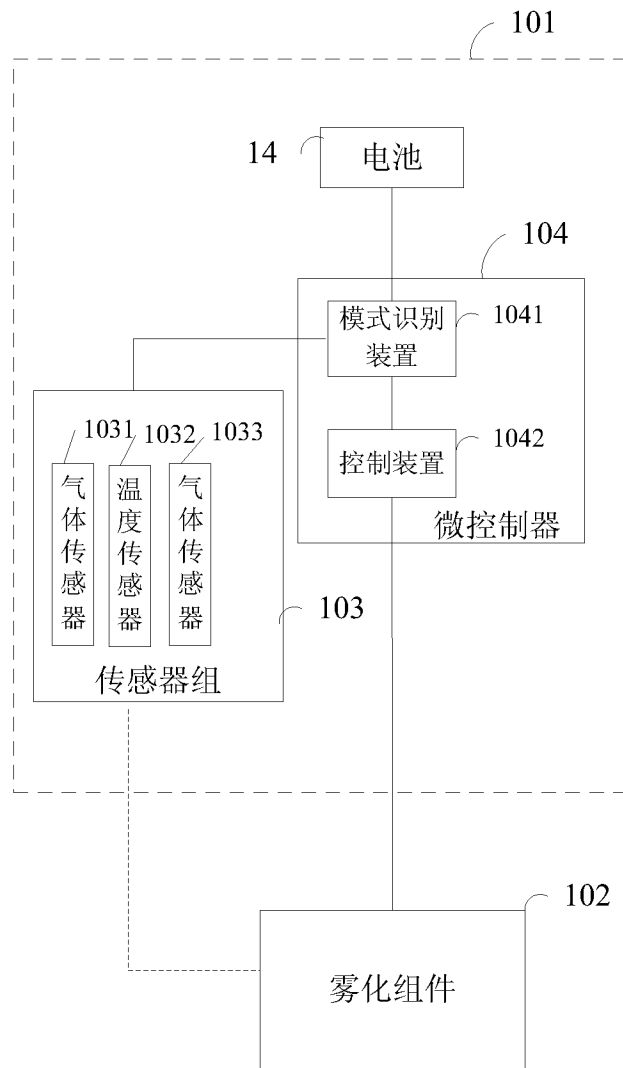 101
14
电池
104
模式识别
装置
1041
1031
1032
1033
控制装置
1042
气体传感器
温度传感器
气体传感器
微控制器
103
传感器组
102
雾化组件